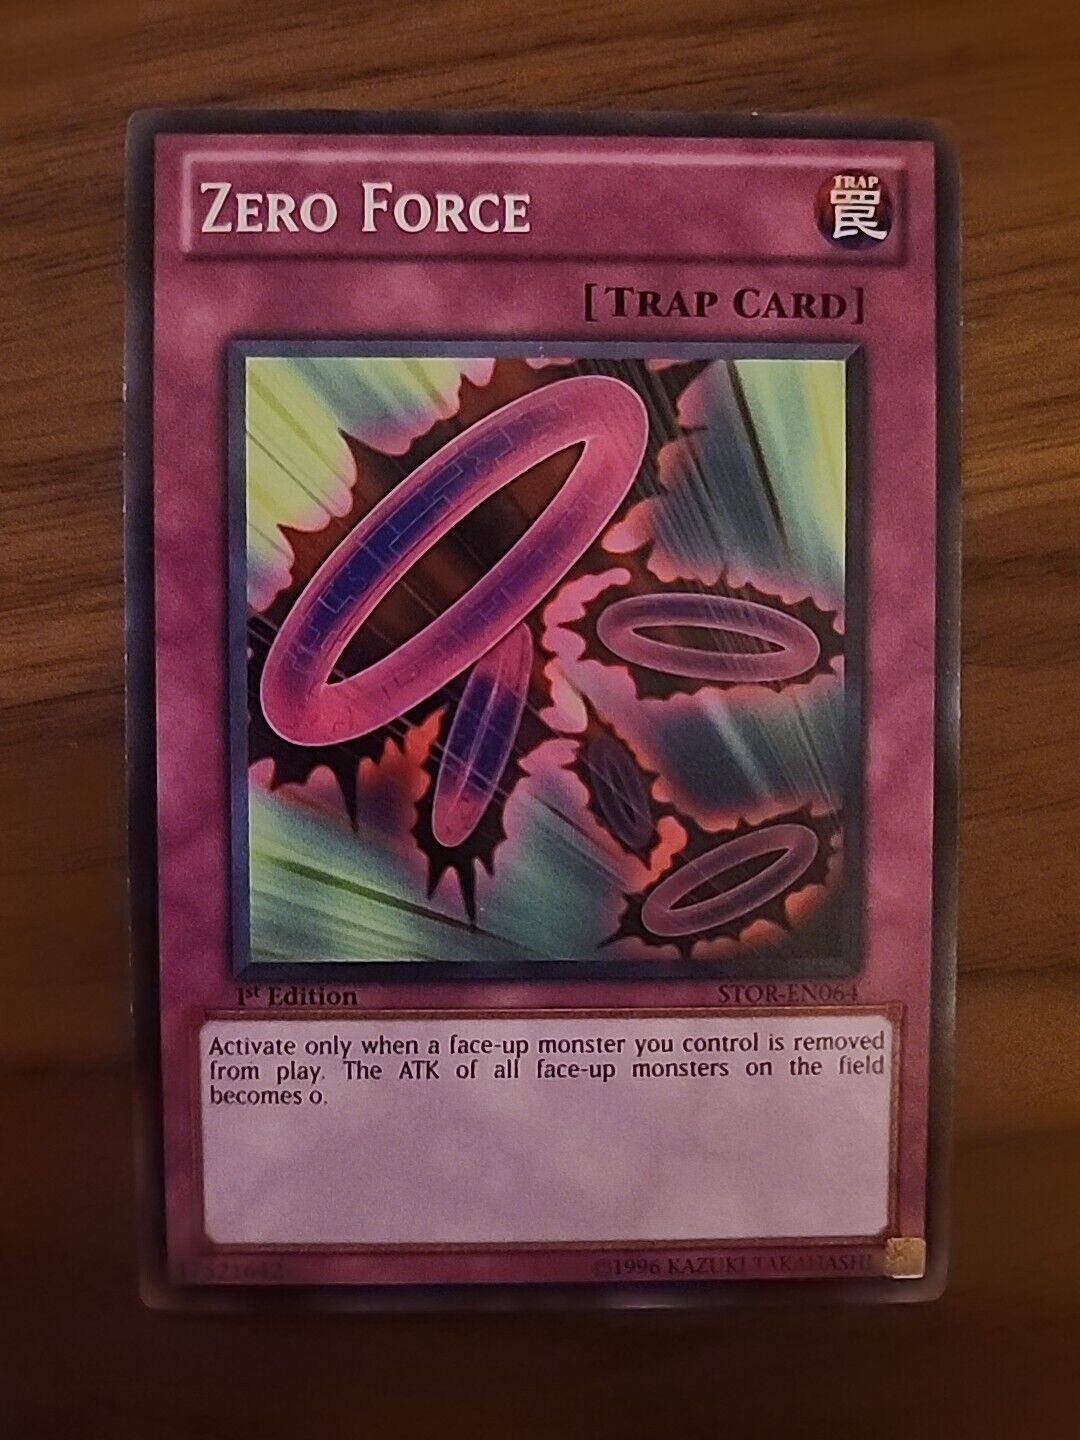 ZERO FORCE
TRAP
罠
[TRAP CARD]
1st Edition
STOR-EN064
Activate only when a face-up monster you control is removed
from play. The ATK of all face-up monsters on the field
becomes 0.
©1996 KAZUKI TAKAHASHI